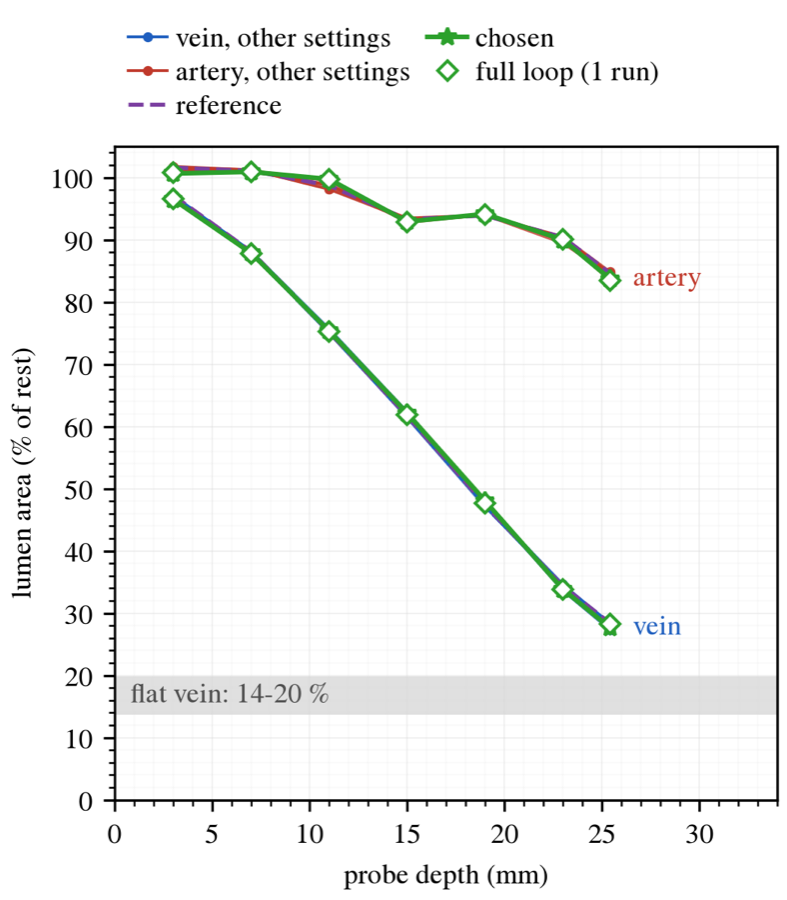 vein, other settings
artery, other settings
reference
chosen
full loop (1 run)
100
90
80
70
60
50
40
30
20
10
0
lumen area (% of rest)
artery
vein
flat vein: 14-20 %
0 5 10 15 20 25 30
probe depth (mm)